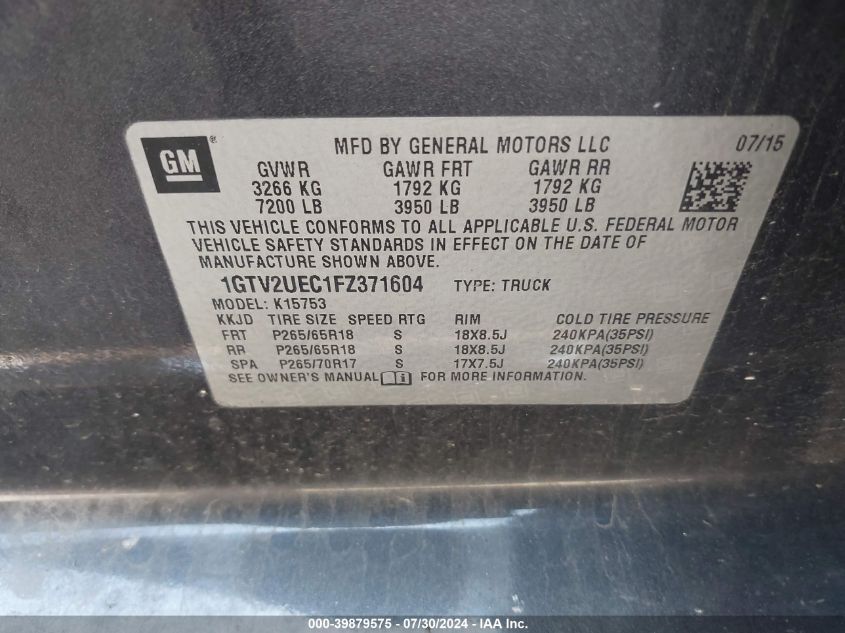 GM ®
MFD BY GENERAL MOTORS LLC 07/15
GVWR GAWR FRT GAWR RR
3266 KG 1792 KG 1792 KG
7200 LB 3950 LB 3950 LB
THIS VEHICLE CONFORMS TO ALL APPLICABLE U.S. FEDERAL MOTOR
VEHICLE SAFETY STANDARDS IN EFFECT ON THE DATE OF
MANUFACTURE SHOWN ABOVE.
1GTV2UEC1FZ371604 TYPE: TRUCK
MODEL: K15753
KKJD TIRE SIZE SPEED RTG RIM COLD TIRE PRESSURE
FRT P265/65R18 S 18X8.5J 240KPA(35PSI)
RR P265/65R18 S 18X8.5J 240KPA(35PSI)
SPA P265/70R17 S 17X7.5J 240KPA(35PSI)
SEE OWNER'S MANUAL FOR MORE INFORMATION.
000-39879575 - 07/30/2024 - WWW.IAAI.COM.